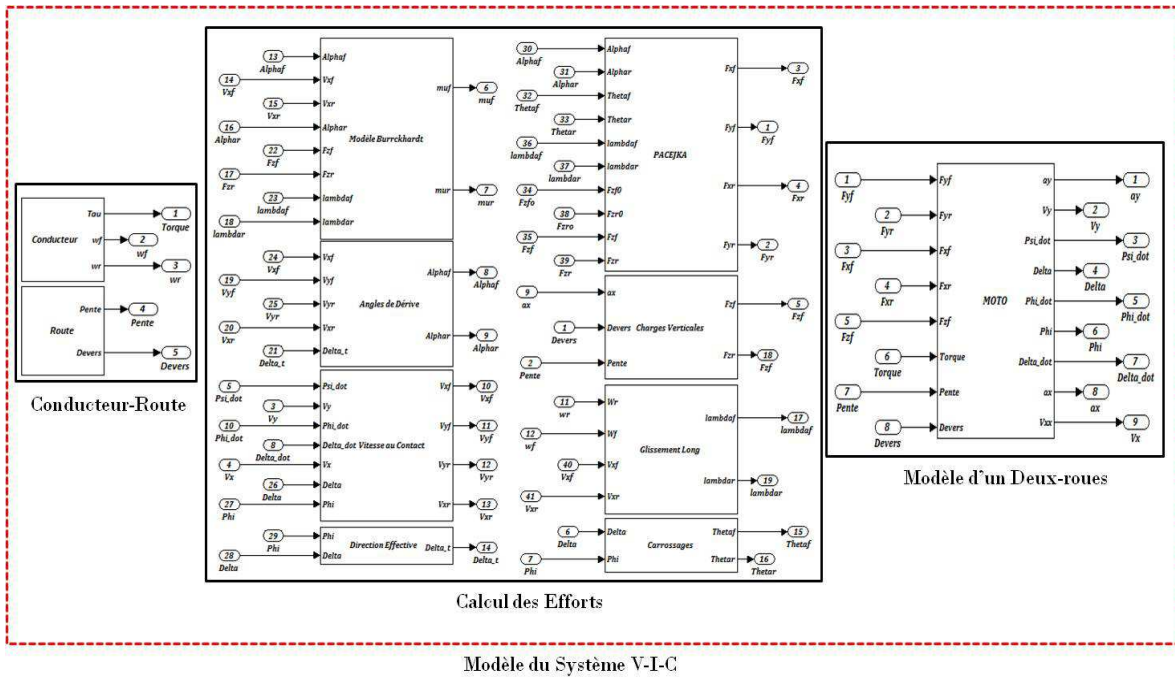 Tau
1
Torque
Conducteur
wf
2
wf
wr
3
wr
Pente
4
Pente
Route
Devers
5
Devers
Conducteur-Route
13
Alphaf
Alphaf
14
Vxf
Vxf
15
Vxr
Vxr
16
Alphar
Alphar
22
Fzf
Fzf
17
Fzr
Fzr
23
lambdaf
lambdaf
18
lambdar
lambdar
Modèle Burrckhardt
muf
6
muf
mur
7
mur
24
Vxf
Vxf
19
Vyf
Vyf
25
Vyr
Vyr
20
Vxr
Vxr
21
Delta_t
Delta_t
Angles de Dérive
Alphaf
8
Alphaf
Alphar
9
Alphar
5
Psi_dot
Psi_dot
3
Vy
Vy
10
Phi_dot
Phi_dot
8
Delta_dot
Delta_dot Vitesse au Contact
4
Vx
Vx
26
Delta
Delta
27
Phi
Phi
Vxf
10
Vxf
Vyf
11
Vyf
Vyr
12
Vyr
Vxr
13
Vxr
29
Phi
Phi
28
Delta
Delta
Direction Effective
Delta_t
14
Delta_t
30
Alphaf
Alphaf
31
Alphar
Alphar
32
Thetaf
Thetaf
33
Thetar
Thetar
36
lambdaf
lambdaf
37
lambdar
lambdar
34
Fzfo
Fzf0
38
Fzro
Fzr0
35
Fzf
Fzf
39
Fzr
Fzr
PACEJKA
Fxf
3
Fxf
Fyf
1
Fyf
Fxr
4
Fxr
Fyr
2
Fyr
9
ax
ax
1
Devers
Devers
2
Pente
Pente
Charges Verticales
Fzf
5
Fzf
Fzr
18
Fzf
11
wr
Wr
12
wf
Wf
40
Vxf
Vxf
41
Vxr
Vxr
Glissement Long
lambdaf
17
lambdaf
lambdar
19
lambdar
6
Delta
Delta
7
Phi
Phi
Carrossages
Thetaf
15
Thetaf
Thetar
16
Thetar
Calcul des Efforts
1
Fyf
Fyf
2
Fyr
Fyr
3
Fxf
Fxf
4
Fxr
Fxr
5
Fzf
Fzf
6
Torque
Torque
7
Pente
Pente
8
Devers
Devers
MOTO
ay
1
ay
Vy
2
Vy
Psi_dot
3
Psi_dot
Delta
4
Delta
Phi_dot
5
Phi_dot
Phi
6
Phi
Delta_dot
7
Delta_dot
ax
8
ax
Vxx
9
Vx
Modèle d'un Deux-roues
Modèle du Système V-I-C